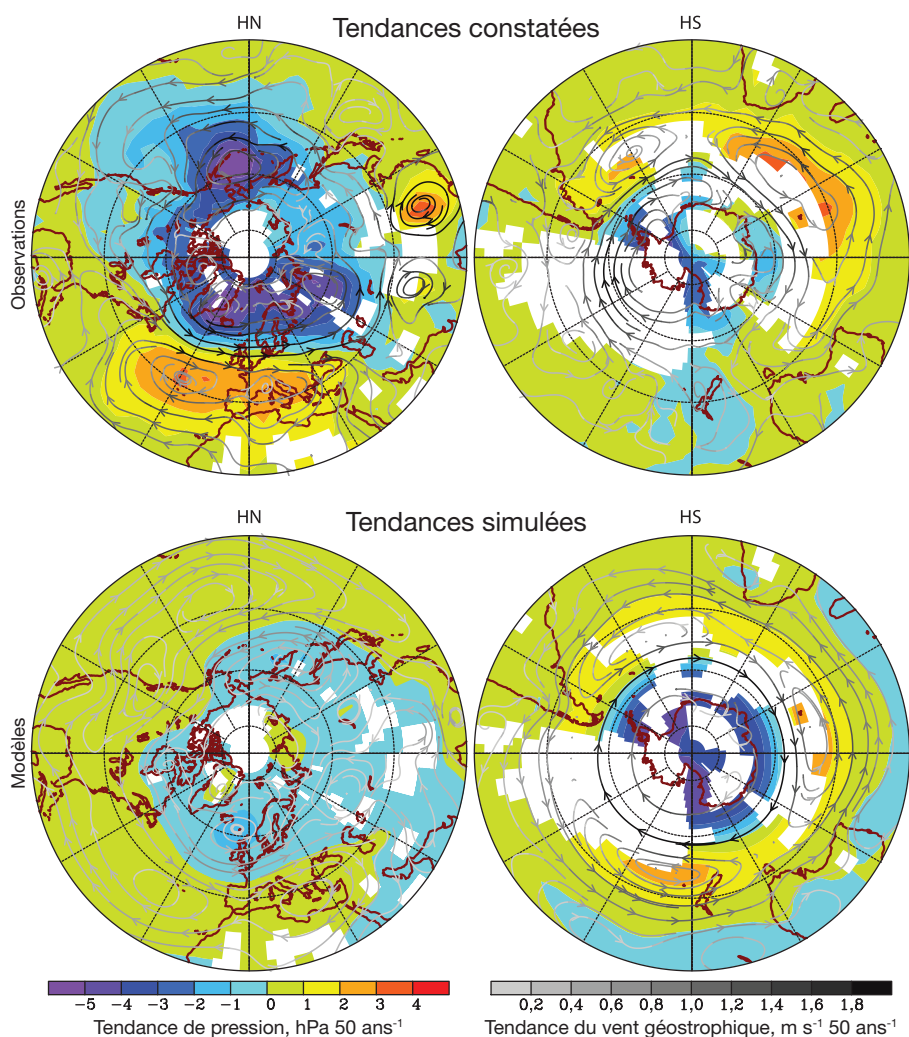 Tendances constatées
HN
HS
Observations
Tendances simulées
HN
HS
Modèles
−5 −4 −3 −2 −1 0 1 2 3 4
Tendance de pression, hPa 50 ans⁻¹
0,2 0,4 0,6 0,8 1,0 1,2 1,4 1,6 1,8
Tendance du vent géostrophique, m s⁻¹ 50 ans⁻¹